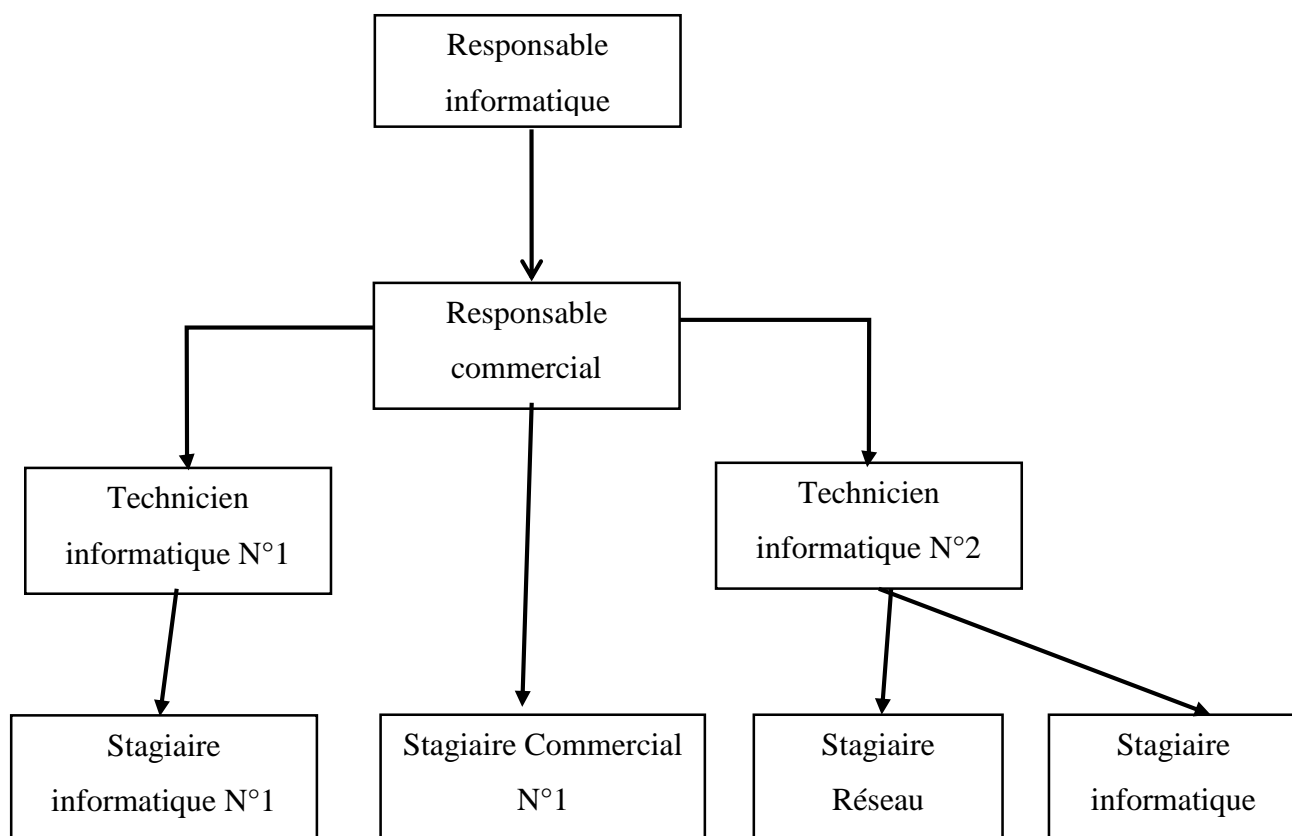 Responsable
informatique
Responsable
commercial
Technicien
informatique N°1
Technicien
informatique N°2
Stagiaire
informatique N°1
Stagiaire Commercial
N°1
Stagiaire
Réseau
Stagiaire
informatique